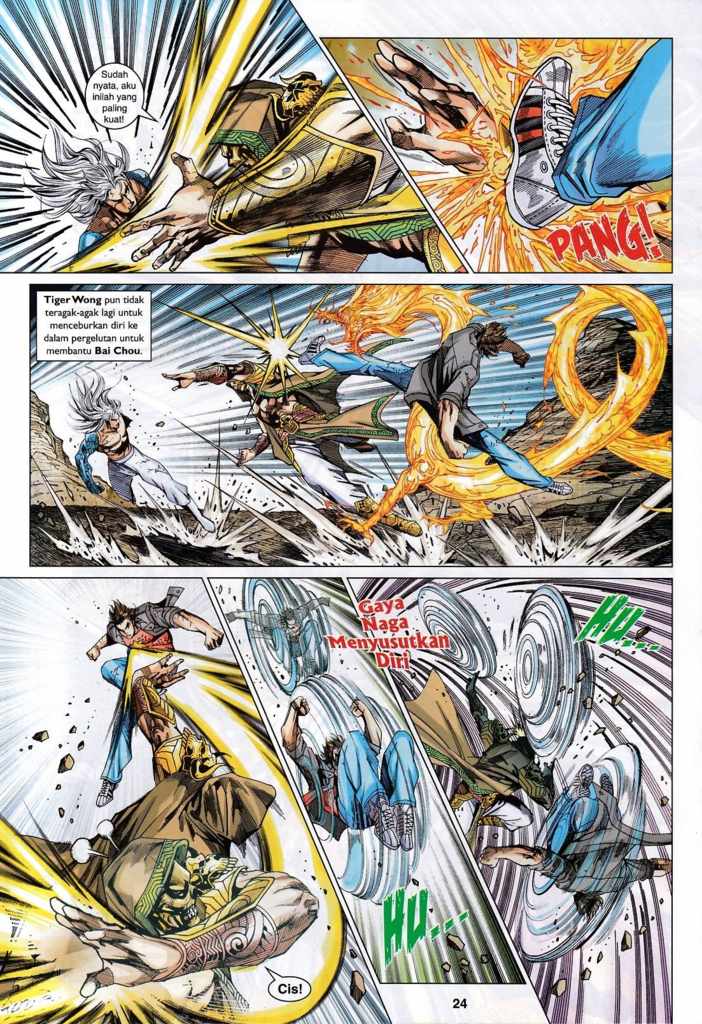 Sudah
nyata, aku
inilah yang
paling
kuat!
PANG!
Tiger Wong pun tidak
teragak-agak lagi untuk
menceburkan diri ke
dalam pergelutan untuk
membantu Bai Chou.
Gaya
Naga
Menyusutkan
Diri
HU...
HU...
Cis!
24